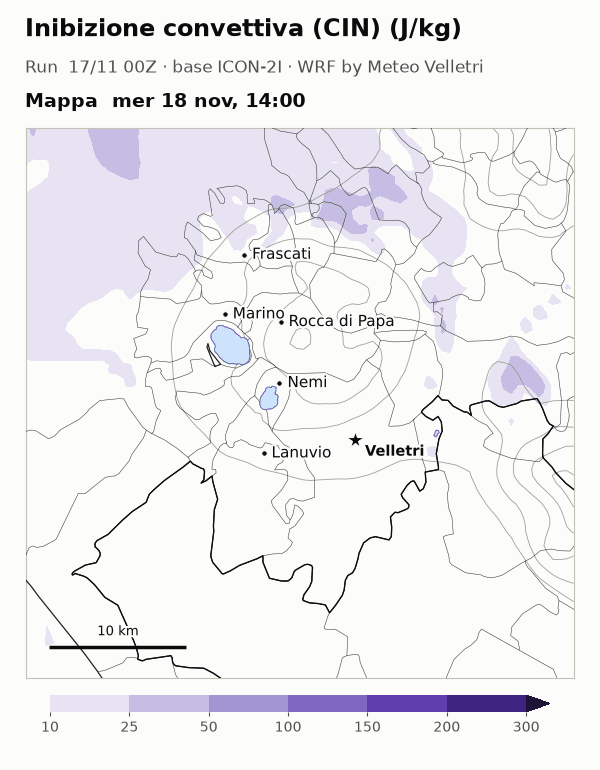 Inibizione convettiva (CIN) (J/kg)
Run 17/11 00Z · base ICON-2I · WRF by Meteo Velletri
Mappa mer 18 nov, 14:00
Frascati
Marino
Rocca di Papa
Nemi
Velletri
Lanuvio
10 km
10 25 50 100 150 200 300